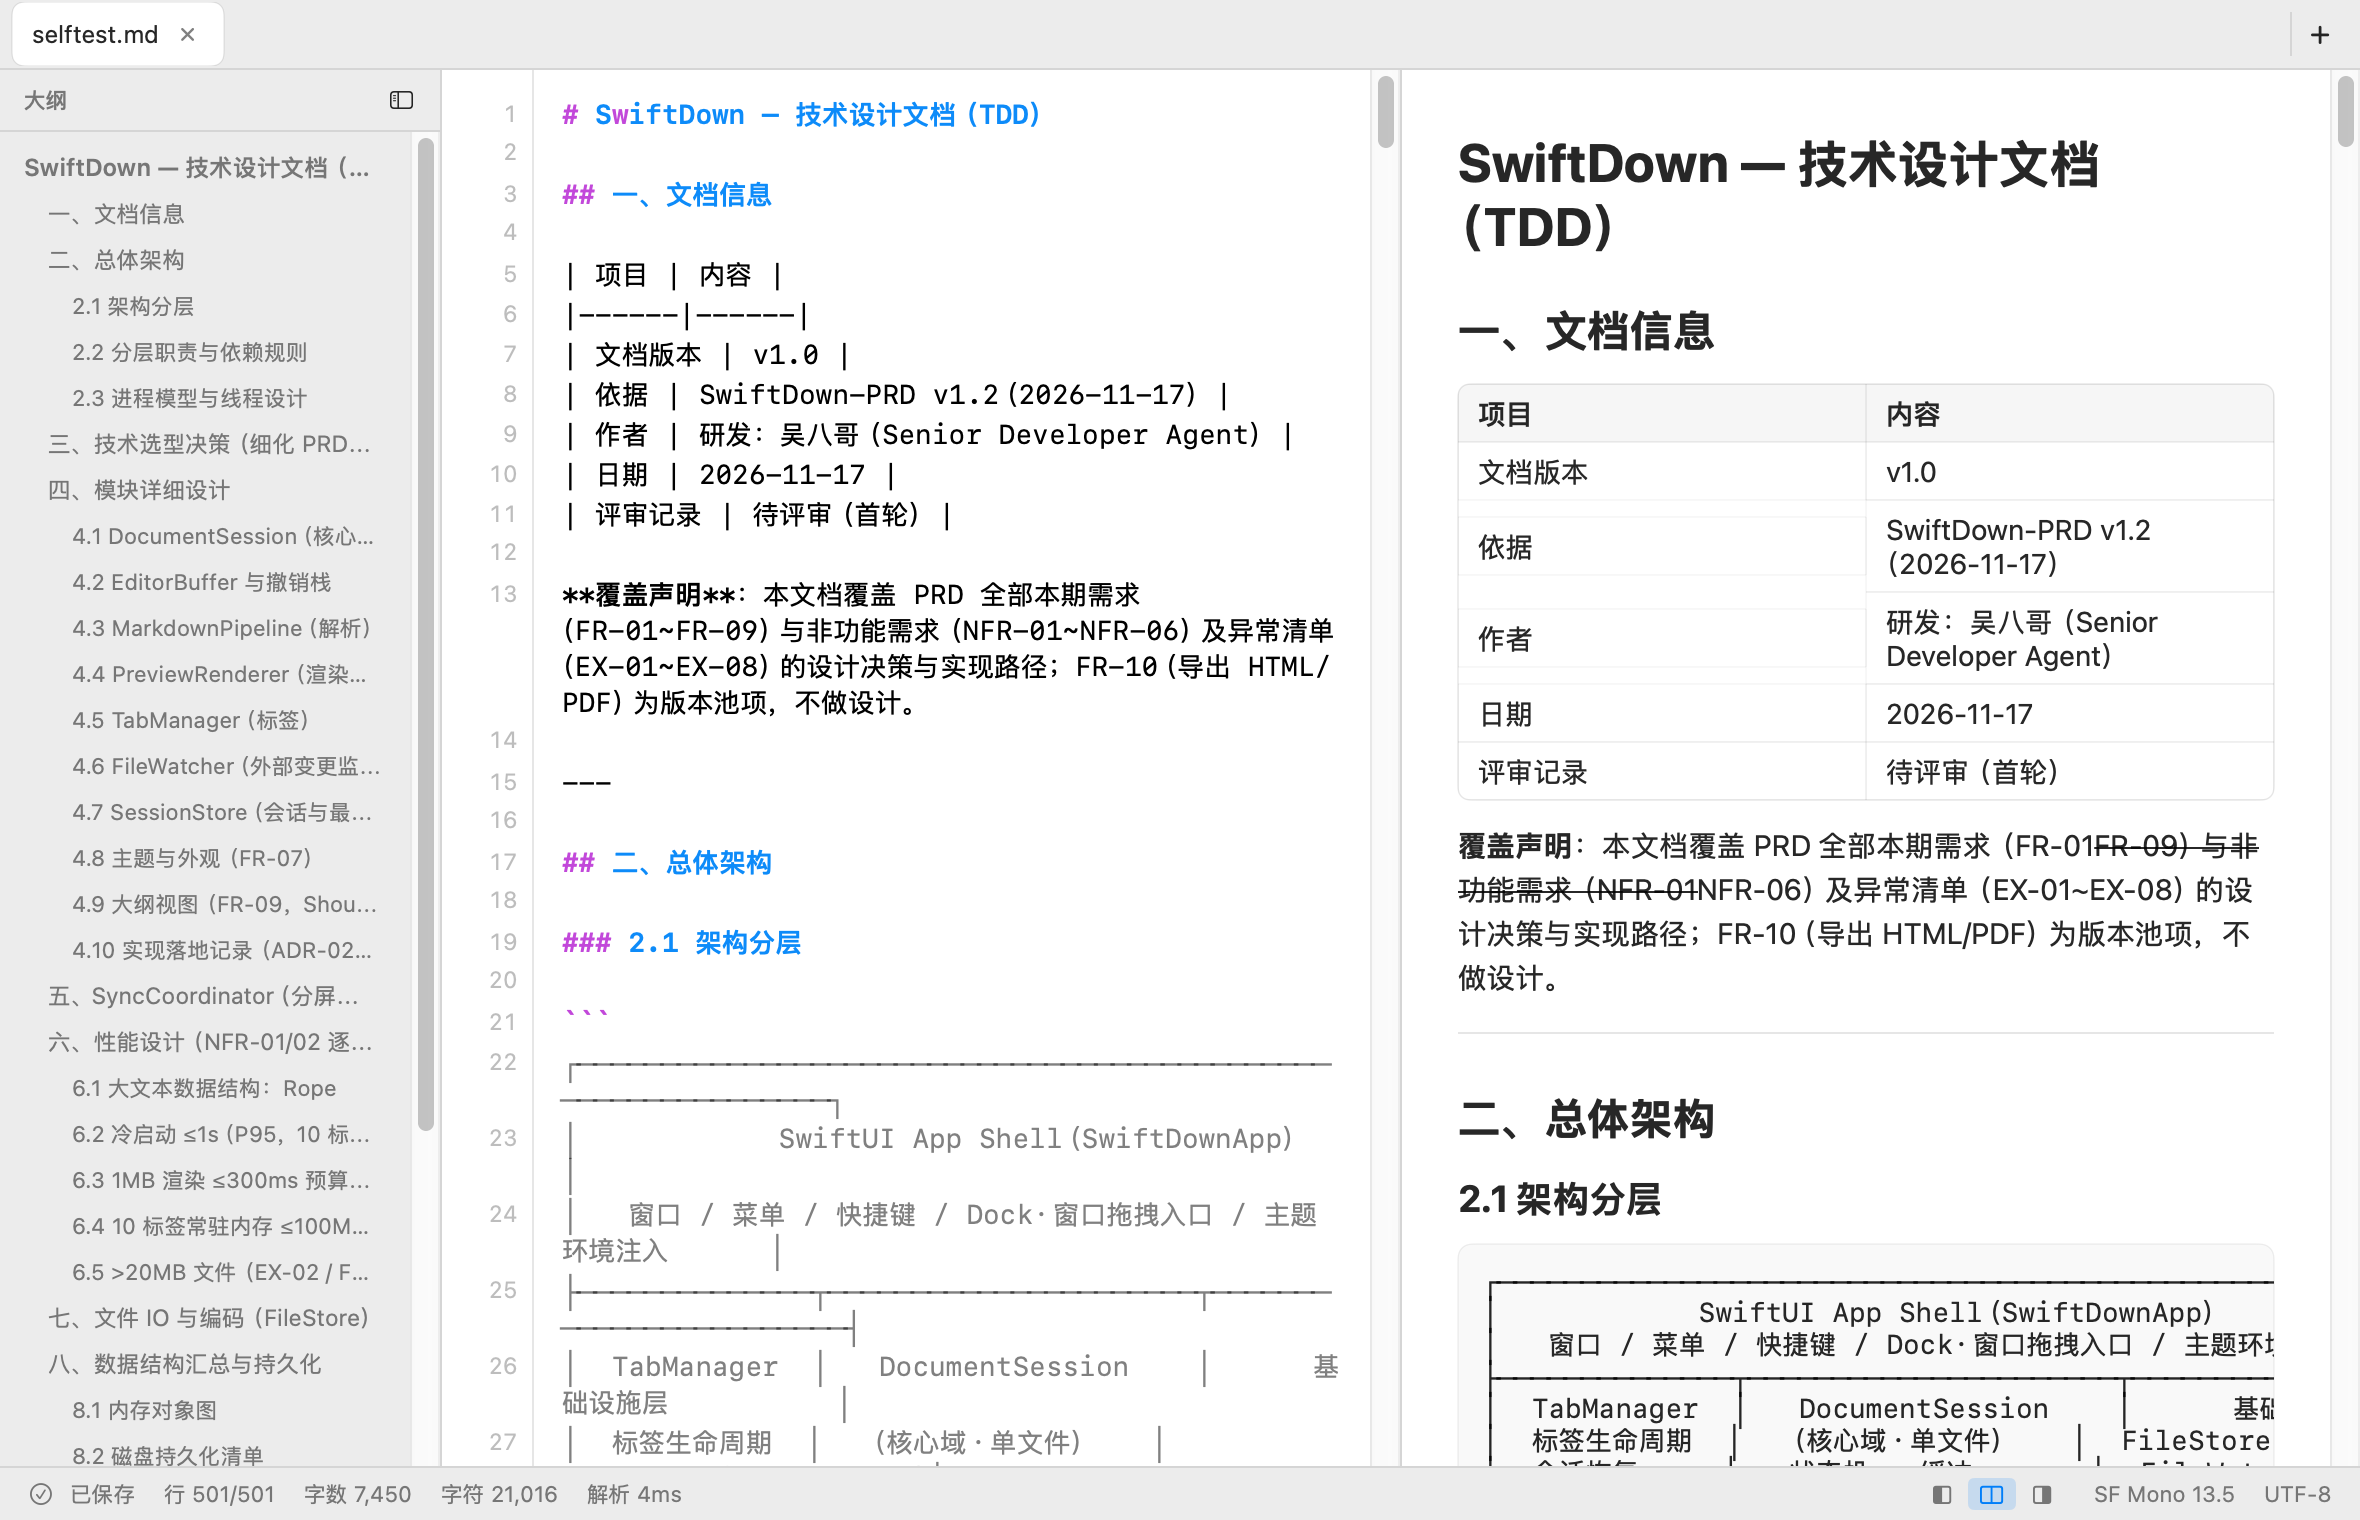 selftest.md
大纲
SwiftDown — 技术设计文档（...
一、文档信息
二、总体架构
2.1 架构分层
2.2 分层职责与依赖规则
2.3 进程模型与线程设计
三、技术选型决策（细化 PRD...
四、模块详细设计
4.1 DocumentSession（核心...
4.2 EditorBuffer 与撤销栈
4.3 MarkdownPipeline（解析）
4.4 PreviewRenderer（渲染...
4.5 TabManager（标签）
4.6 FileWatcher（外部变更监...
4.7 SessionStore（会话与最...
4.8 主题与外观（FR-07）
4.9 大纲视图（FR-09，Shou...
4.10 实现落地记录（ADR-02...
五、SyncCoordinator（分屏...
六、性能设计（NFR-01/02 逐...
6.1 大文本数据结构：Rope
6.2 冷启动 ≤1s（P95，10 标...
6.3 1MB 渲染 ≤300ms 预算...
6.4 10 标签常驻内存 ≤100M...
6.5 >20MB 文件（EX-02 / F...
七、文件 IO 与编码（FileStore）
八、数据结构汇总与持久化
8.1 内存对象图
8.2 磁盘持久化清单
1 # SwiftDown — 技术设计文档（TDD）
2
3 ## 一、文档信息
4
5 | 项目 | 内容 |
6 |------|------|
7 | 文档版本 | v1.0 |
8 | 依据 | SwiftDown-PRD v1.2（2026-11-17） |
9 | 作者 | 研发：吴八哥（Senior Developer Agent） |
10 | 日期 | 2026-11-17 |
11 | 评审记录 | 待评审（首轮） |
12
13 **覆盖声明**：本文档覆盖 PRD 全部本期需求
（FR-01~FR-09）与非功能需求（NFR-01~NFR-06）及异常清单
（EX-01~EX-08）的设计决策与实现路径；FR-10（导出 HTML/
PDF）为版本池项，不做设计。
14
15 ---
16
17 ## 二、总体架构
18
19 ### 2.1 架构分层
20
21 ```
22
23 │ SwiftUI App Shell（SwiftDownApp）
│
24 │ 窗口 / 菜单 / 快捷键 / Dock·窗口拖拽入口 / 主题
环境注入 │
25
26 │ TabManager │ DocumentSession │ 基
础设施层 │
27 │ 标签生命周期 │ （核心域·单文件） │
SwiftDown — 技术设计文档
（TDD）
一、文档信息
项目 内容
文档版本 v1.0
依据 SwiftDown-PRD v1.2
（2026-11-17）
作者 研发：吴八哥（Senior
Developer Agent）
日期 2026-11-17
评审记录 待评审（首轮）
覆盖声明：本文档覆盖 PRD 全部本期需求（FR-01FR-09）与非
功能需求（NFR-01NFR-06）及异常清单（EX-01~EX-08）的设
计决策与实现路径；FR-10（导出 HTML/PDF）为版本池项，不
做设计。
二、总体架构
2.1 架构分层
SwiftUI App Shell（SwiftDownApp）
窗口 / 菜单 / 快捷键 / Dock·窗口拖拽入口 / 主题环
TabManager │ DocumentSession │ 基础
标签生命周期 │ （核心域·单文件） │ FileStore
已保存 行 501/501 字数 7,450 字符 21,016 解析 4ms
SF Mono 13.5 UTF-8